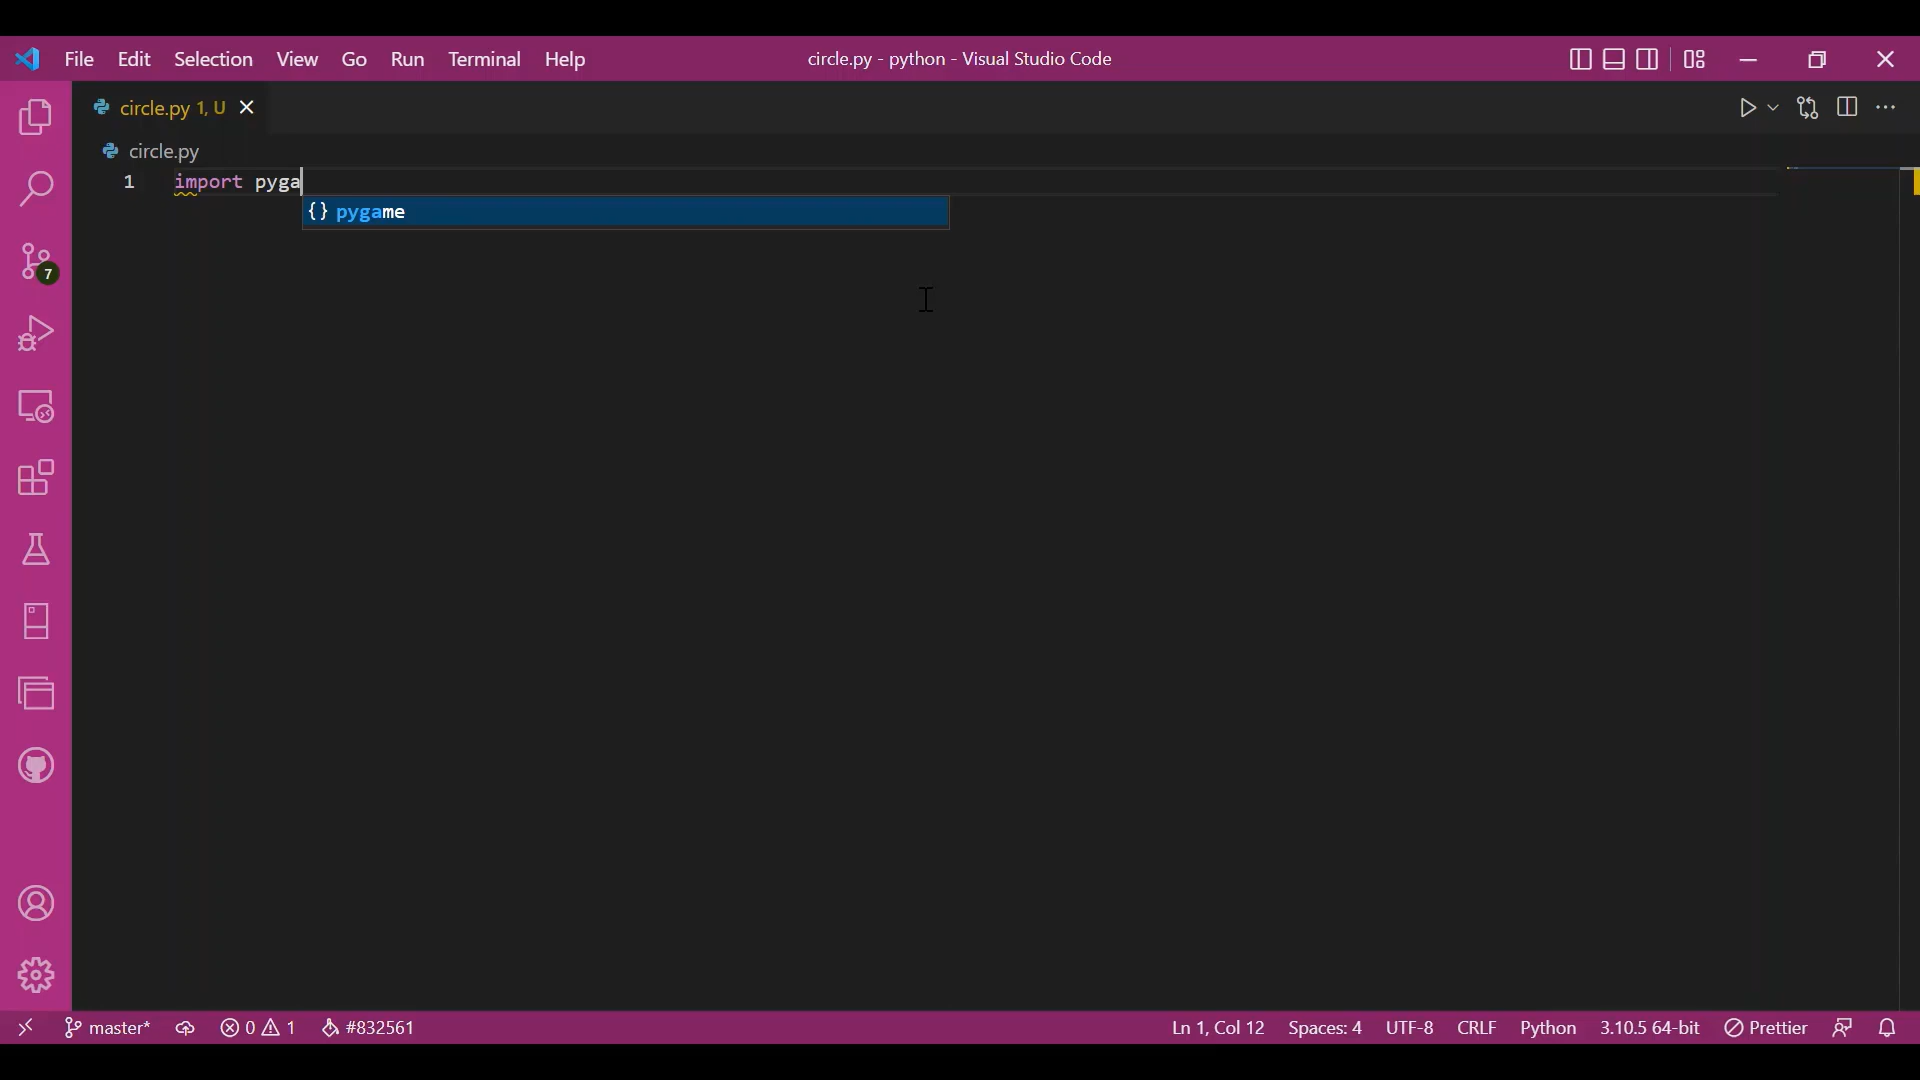 File Edit Selection View Go Run Terminal Help circle.py - python - Visual Studio Code
circle.py 1, U
circle.py
1 import pyga
{} pygame
7
master* 0 1 #832561 Ln 1, Col 12 Spaces: 4 UTF-8 CRLF Python 3.10.5 64-bit Prettier